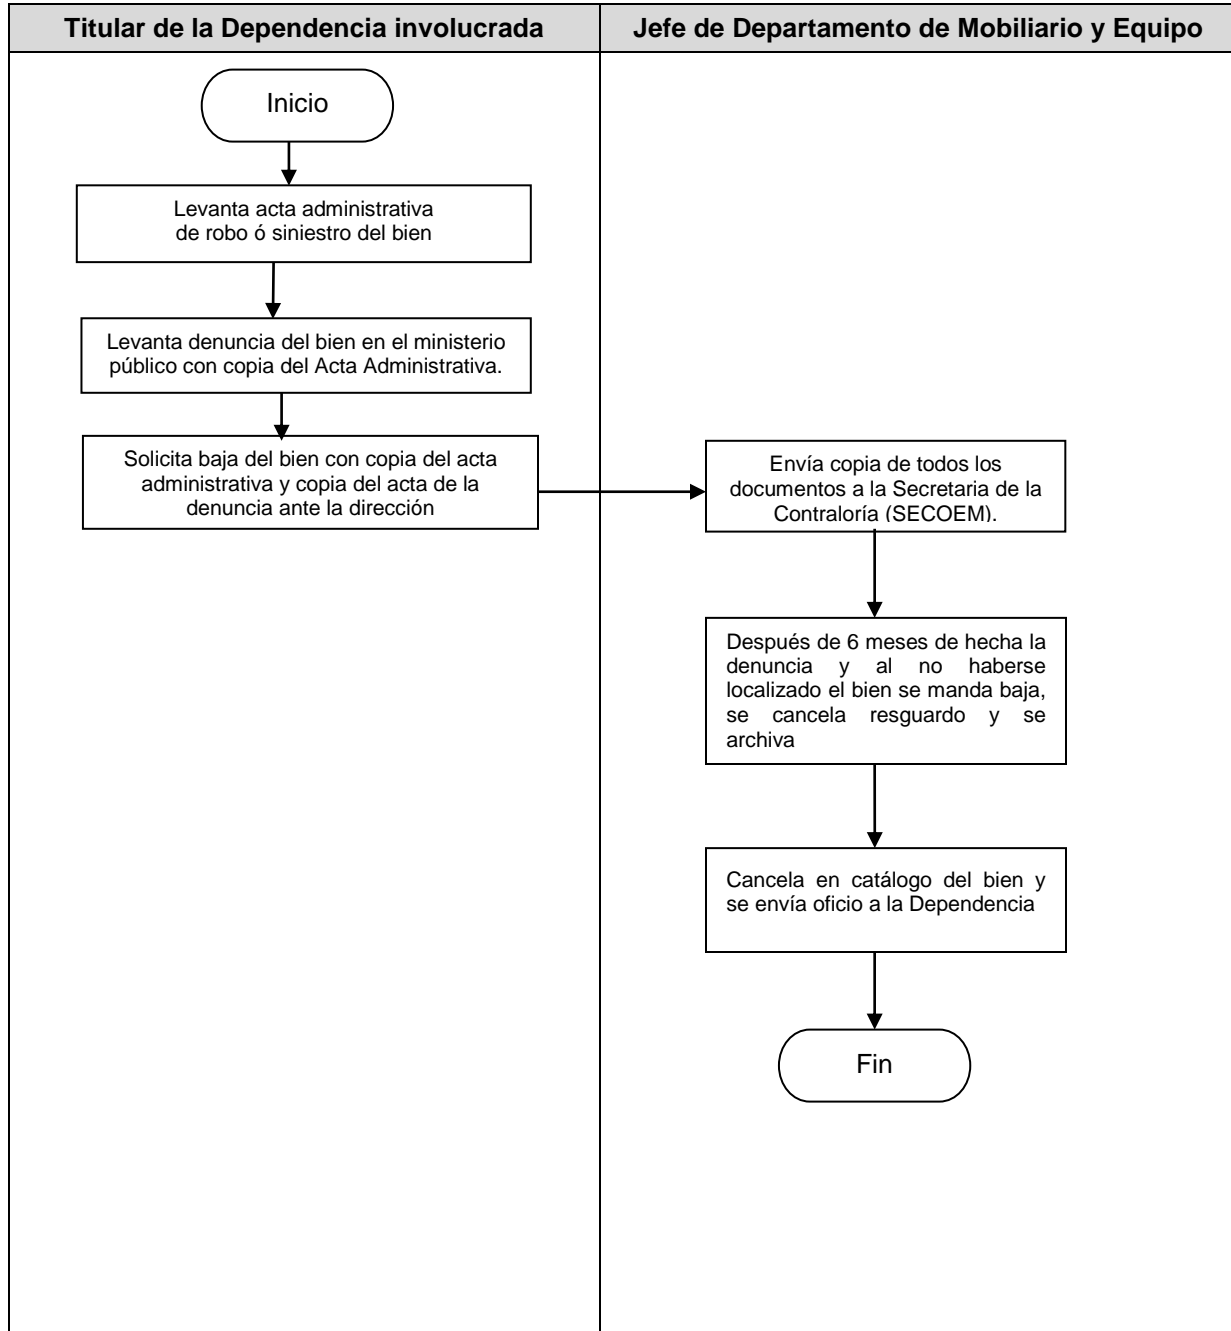 Titular de la Dependencia involucrada
Jefe de Departamento de Mobiliario y Equipo
Inicio
Levanta acta administrativa
de robo ó siniestro del bien
Levanta denuncia del bien en el ministerio
público con copia del Acta Administrativa.
Solicita baja del bien con copia del acta
administrativa y copia del acta de la
denuncia ante la dirección
Envía copia de todos los
documentos a la Secretaria de la
Contraloría (SECOEM).
Después de 6 meses de hecha la
denuncia y al no haberse
localizado el bien se manda baja,
se cancela resguardo y se
archiva
Cancela en catálogo del bien y
se envía oficio a la Dependencia
Fin